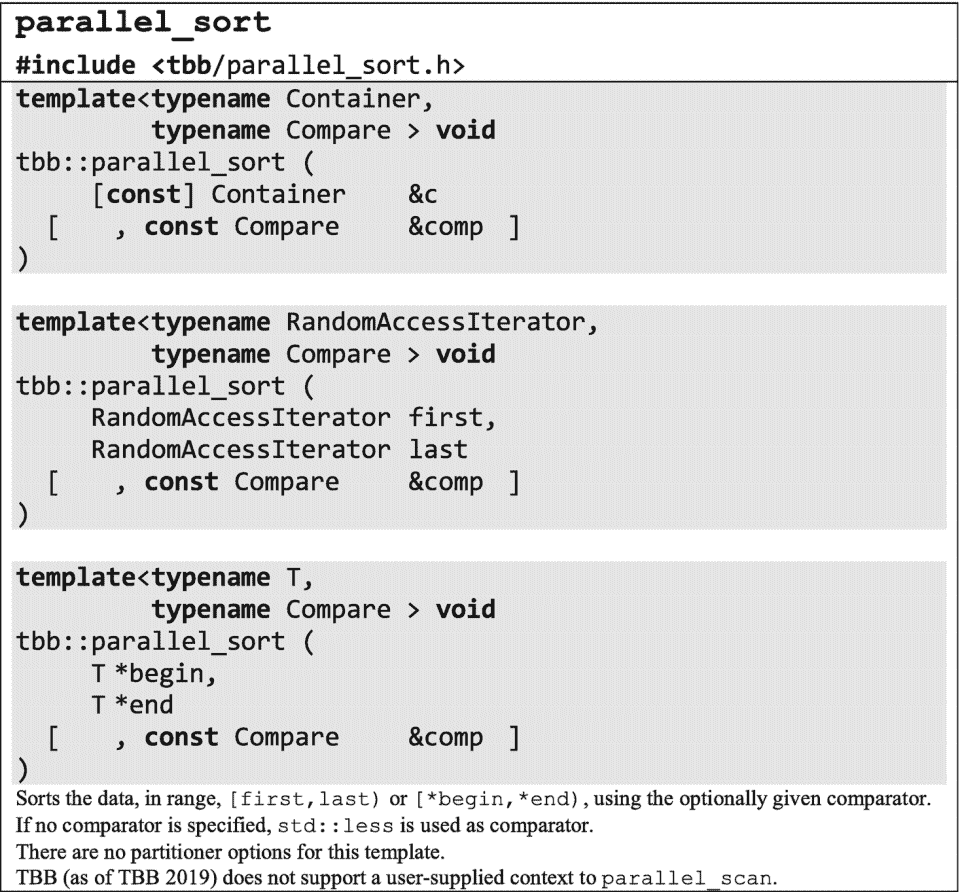 parallel_sort
#include <tbb/parallel_sort.h>
template<typename Container,
         typename Compare > void
tbb::parallel_sort (
     [const] Container    &c
  [    , const Compare    &comp  ]
)
template<typename RandomAccessIterator,
         typename Compare > void
tbb::parallel_sort (
     RandomAccessIterator first,
     RandomAccessIterator last
  [    , const Compare    &comp  ]
)
template<typename T,
         typename Compare > void
tbb::parallel_sort (
     T *begin,
     T *end
  [    , const Compare    &comp  ]
)
Sorts the data, in range, [first,last) or [*begin,*end), using the optionally given comparator.
If no comparator is specified, std::less is used as comparator.
There are no partitioner options for this template.
TBB (as of TBB 2019) does not support a user-supplied context to parallel_scan.